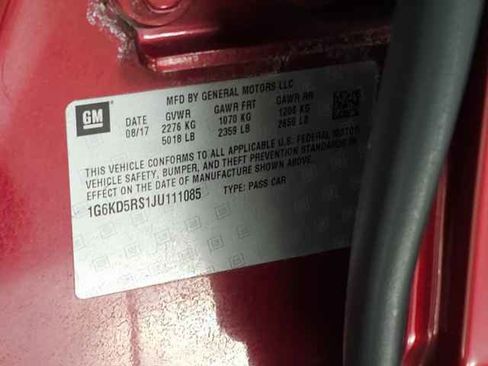 MFD BY GENERAL MOTORS LLC
GM
DATE GVWR GAWR FRT GAWR RR
08/17 2276 KG 1070 KG 1206 KG
5018 LB 2359 LB 2659 LB
THIS VEHICLE CONFORMS TO ALL APPLICABLE U.S. FEDERAL MOTOR
VEHICLE SAFETY, BUMPER, AND THEFT PREVENTION STANDARDS IN
EFFECT ON THE DATE OF MANUFACTURE SHOWN ABOVE.
1G6KD5RS1JU111085 TYPE: PASS CAR